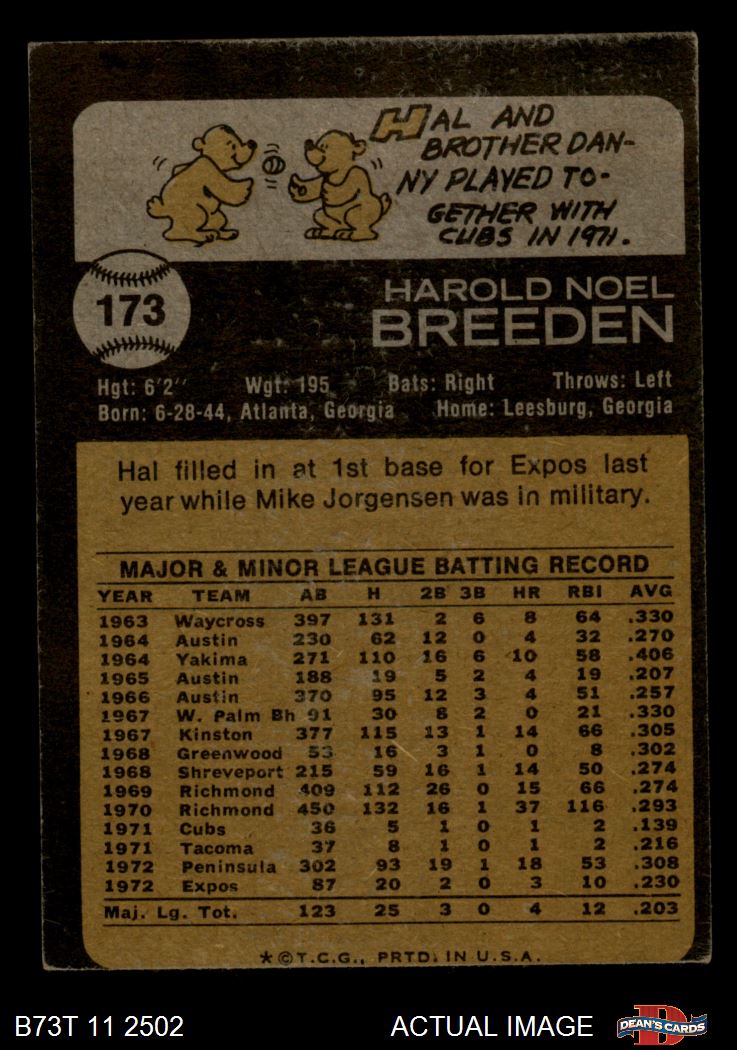 HAL AND
BROTHER DAN-
NY PLAYED TO-
GETHER WITH
CUBS IN 1971.
173
HAROLD NOEL
BREEDEN
Hgt: 6'2" Wgt: 195 Bats: Right Throws: Left
Born: 6-28-44, Atlanta, Georgia Home: Leesburg, Georgia
Hal filled in at 1st base for Expos last
year while Mike Jorgensen was in military.
MAJOR & MINOR LEAGUE BATTING RECORD
YEAR TEAM AB H 2B 3B HR RBI AVG
1963 Waycross 397 131 2 6 8 64 .330
1964 Austin 230 62 12 0 4 32 .270
1964 Yakima 271 110 16 6 10 58 .406
1965 Austin 188 19 5 2 4 19 .207
1966 Austin 370 95 12 3 4 51 .257
1967 W. Palm Bh 91 30 8 2 0 21 .330
1967 Kinston 377 115 13 1 14 66 .305
1968 Greenwood 53 16 3 1 0 8 .302
1968 Shreveport 215 59 16 1 14 50 .274
1969 Richmond 409 112 26 0 15 66 .274
1970 Richmond 450 132 16 1 37 116 .293
1971 Cubs 36 5 1 0 1 2 .139
1971 Tacoma 37 8 1 0 1 2 .216
1972 Peninsula 302 93 19 1 18 53 .308
1972 Expos 87 20 2 0 3 10 .230
Maj. Lg. Tot. 123 25 3 0 4 12 .203
*©T.C.G., PRTD. IN U.S.A.
B73T 11 2502 ACTUAL IMAGE D DEAN'S CARDS